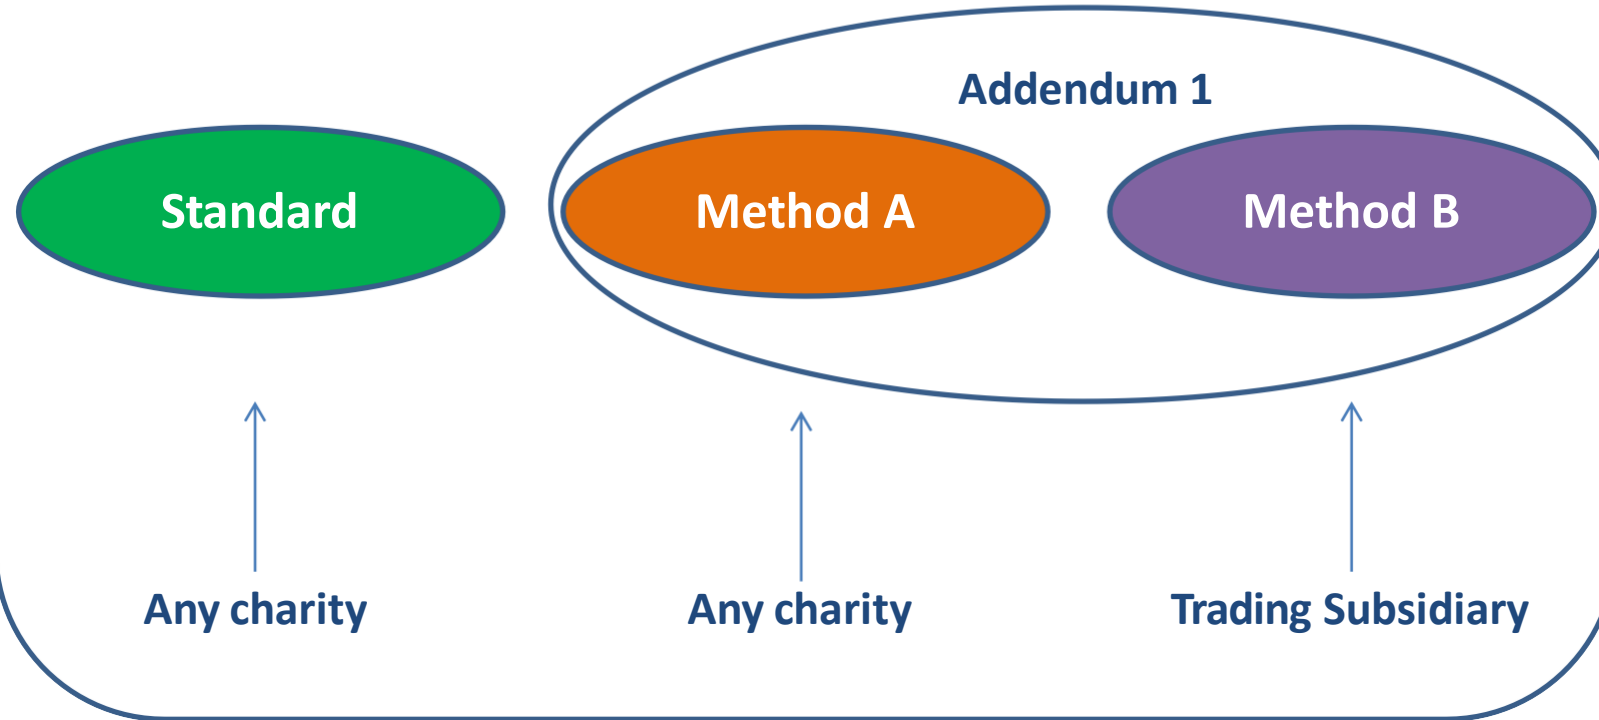 Addendum 1
Standard
Method A
Method B
Any charity
Any charity
Trading Subsidiary